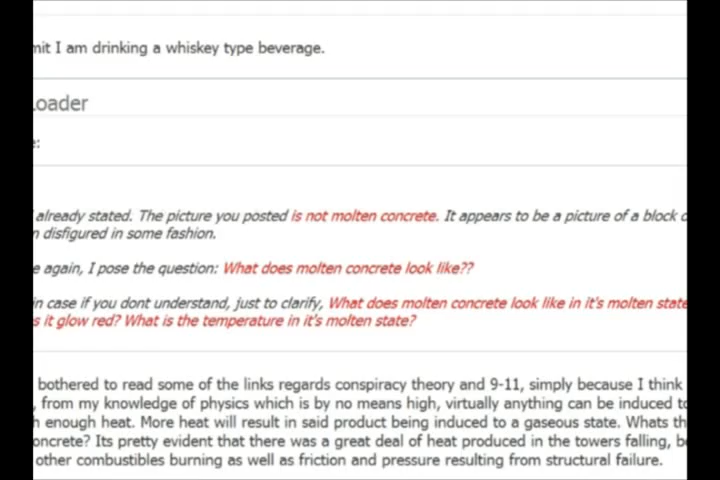 mit I am drinking a whiskey type beverage.
Loader
e:
already stated. The picture you posted is not molten concrete. It appears to be a picture of a block o
n disfigured in some fashion.
e again, I pose the question: What does molten concrete look like??
in case if you dont understand, just to clarify, What does molten concrete look like in it's molten state
s it glow red? What is the temperature in it's molten state?
bothered to read some of the links regards conspiracy theory and 9-11, simply because I think
, from my knowledge of physics which is by no means high, virtually anything can be induced to
h enough heat. More heat will result in said product being induced to a gaseous state. Whats th
oncrete? Its pretty evident that there was a great deal of heat produced in the towers falling, b
other combustibles burning as well as friction and pressure resulting from structural failure.